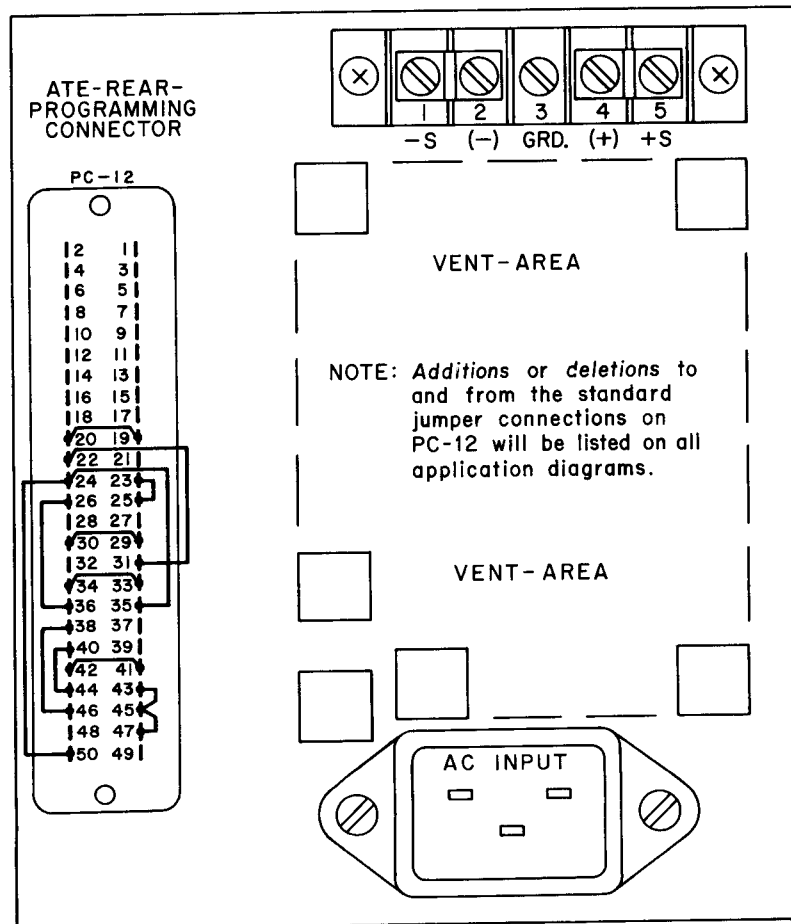 ATE-REAR-
PROGRAMMING
CONNECTOR
PC-12
2 1
4 3
6 5
8 7
10 9
12 11
14 13
16 15
18 17
20 19
22 21
24 23
26 25
28 27
30 29
32 31
34 33
36 35
38 37
40 39
42 41
44 43
46 45
48 47
50 49
1 2 3 4 5
-S (-) GRD. (+) +S
VENT-AREA
NOTE: Additions or deletions to
and from the standard
jumper connections on
PC-12 will be listed on all
application diagrams.
VENT-AREA
AC INPUT